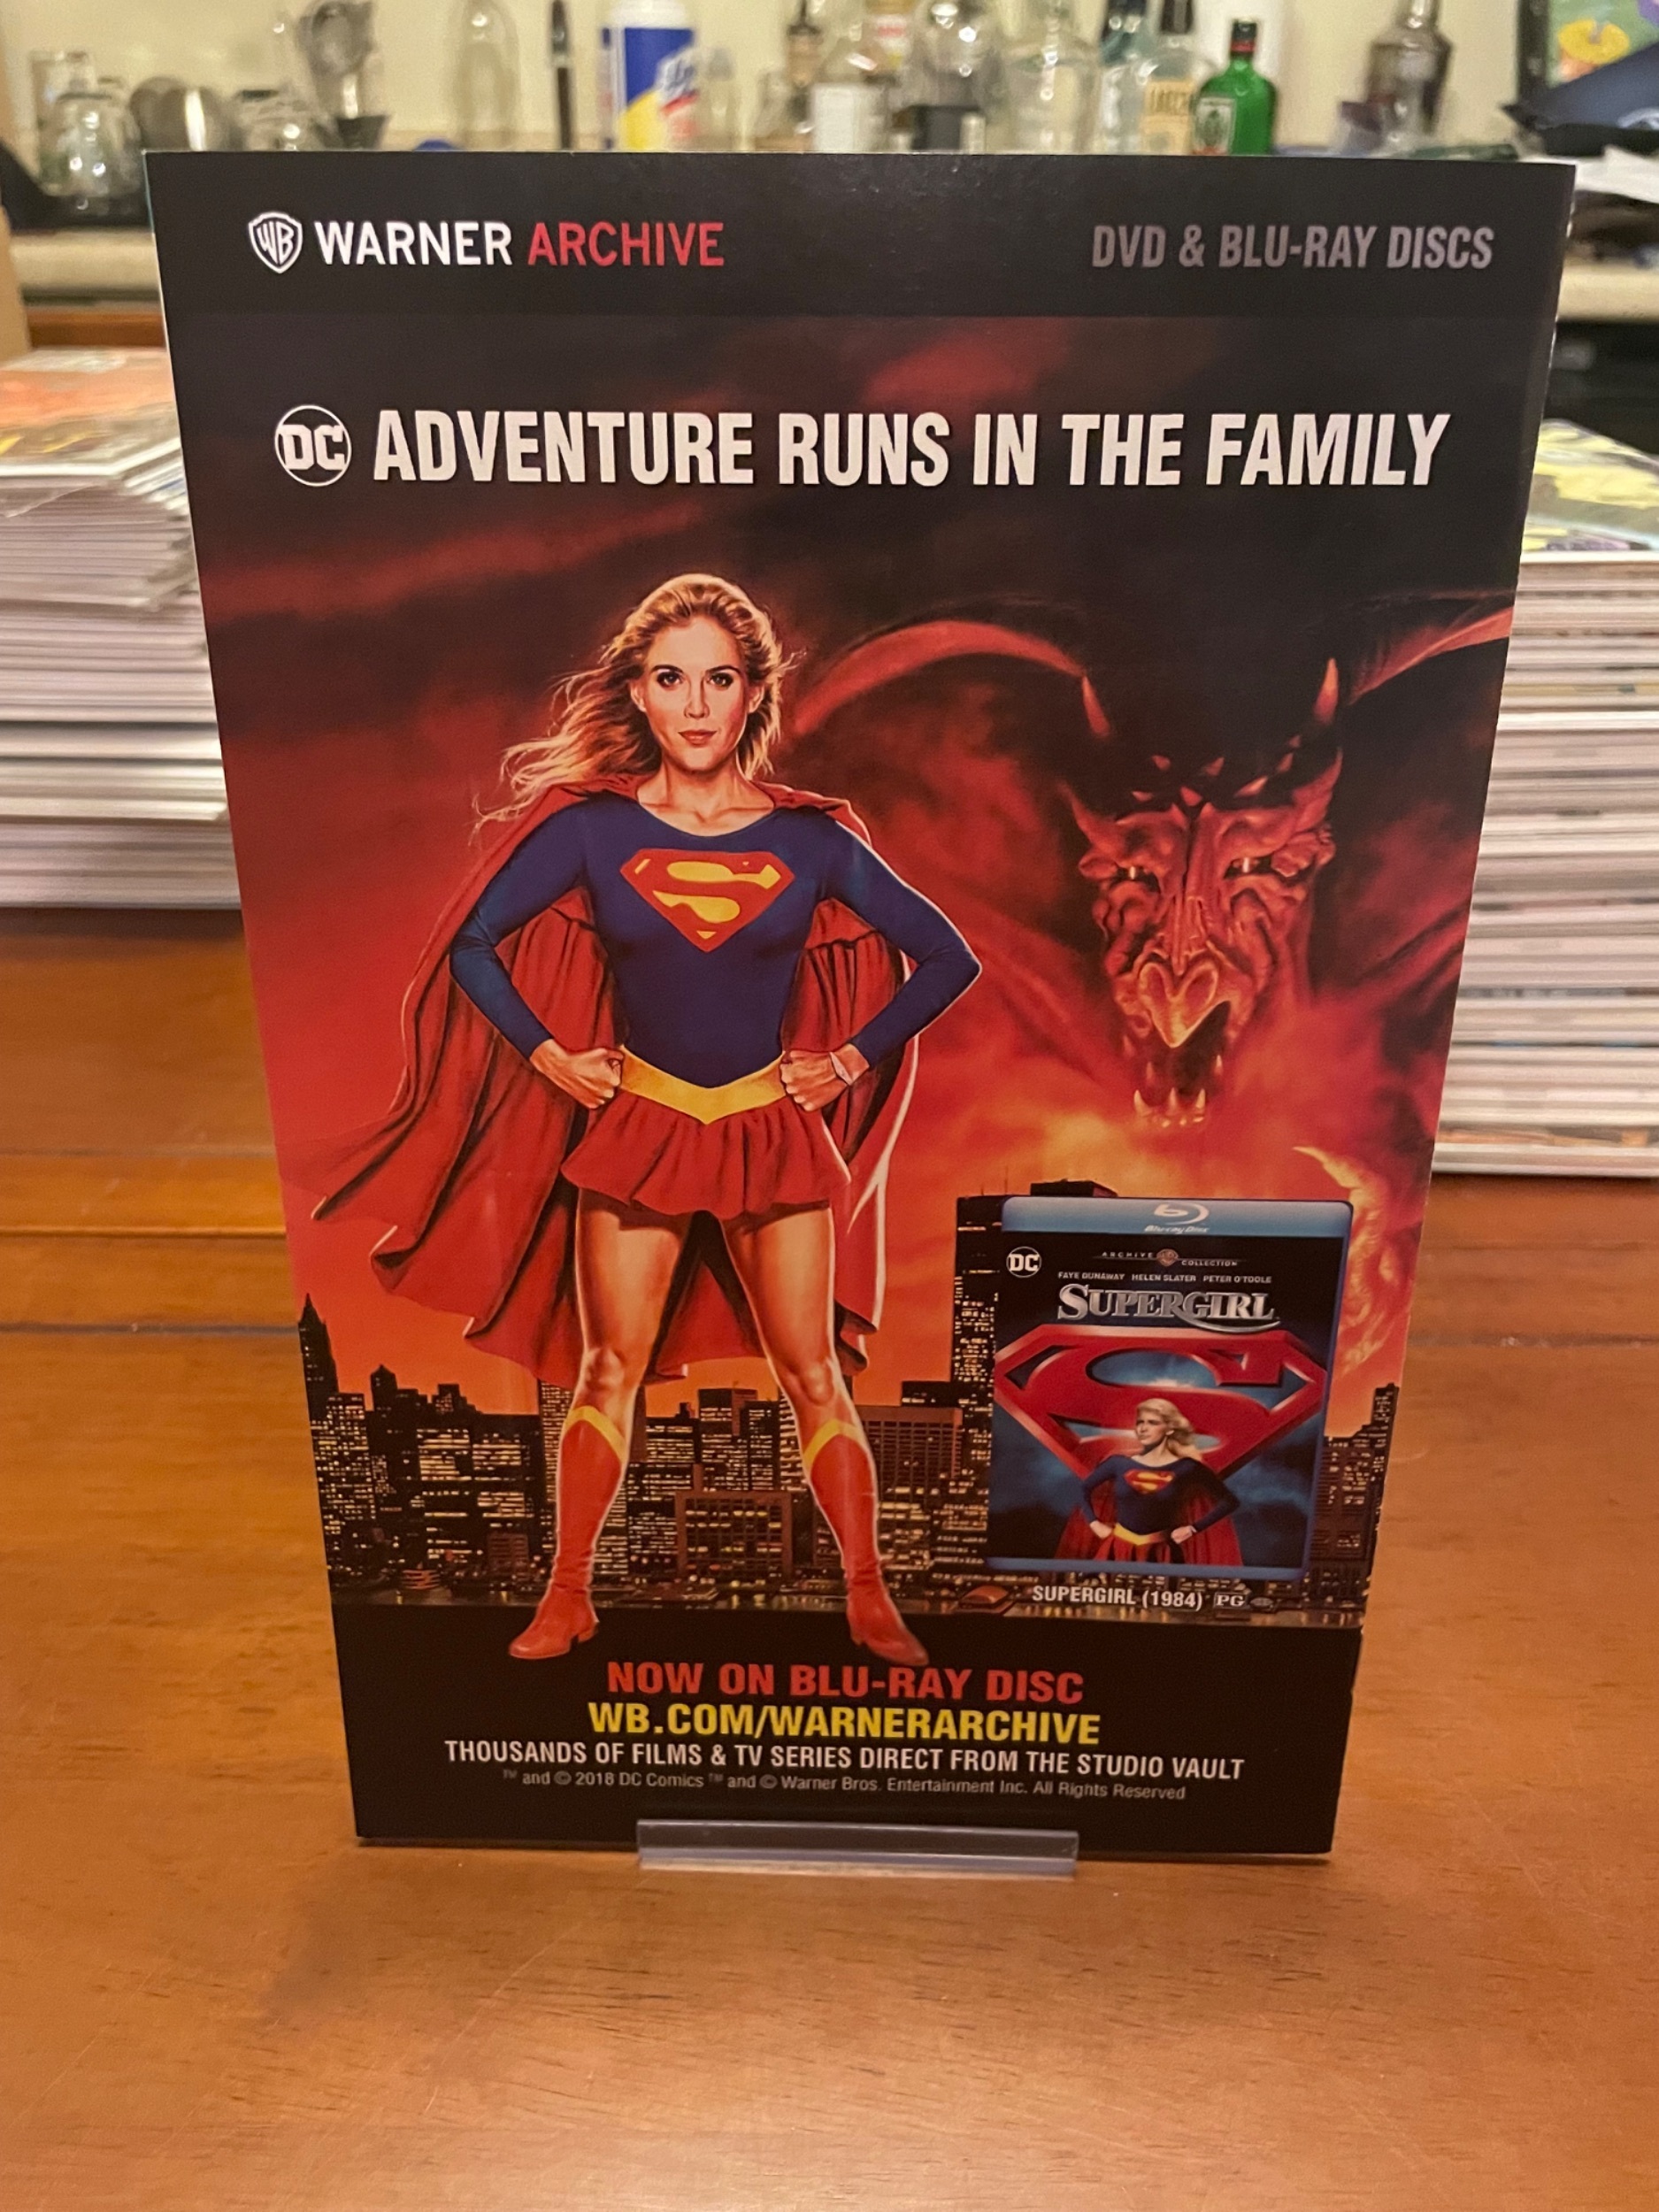 WB WARNER ARCHIVE
DVD & BLU-RAY DISCS
DC ADVENTURE RUNS IN THE FAMILY
Blu-ray Disc
DC
ARCHIVE WB COLLECTION
FAYE DUNAWAY HELEN SLATER PETER O'TOOLE
SUPERGIRL
SUPERGIRL (1984) PG
NOW ON BLU-RAY DISC
WB.COM/WARNERARCHIVE
THOUSANDS OF FILMS & TV SERIES DIRECT FROM THE STUDIO VAULT
™ and © 2018 DC Comics ™ and © Warner Bros. Entertainment Inc. All Rights Reserved